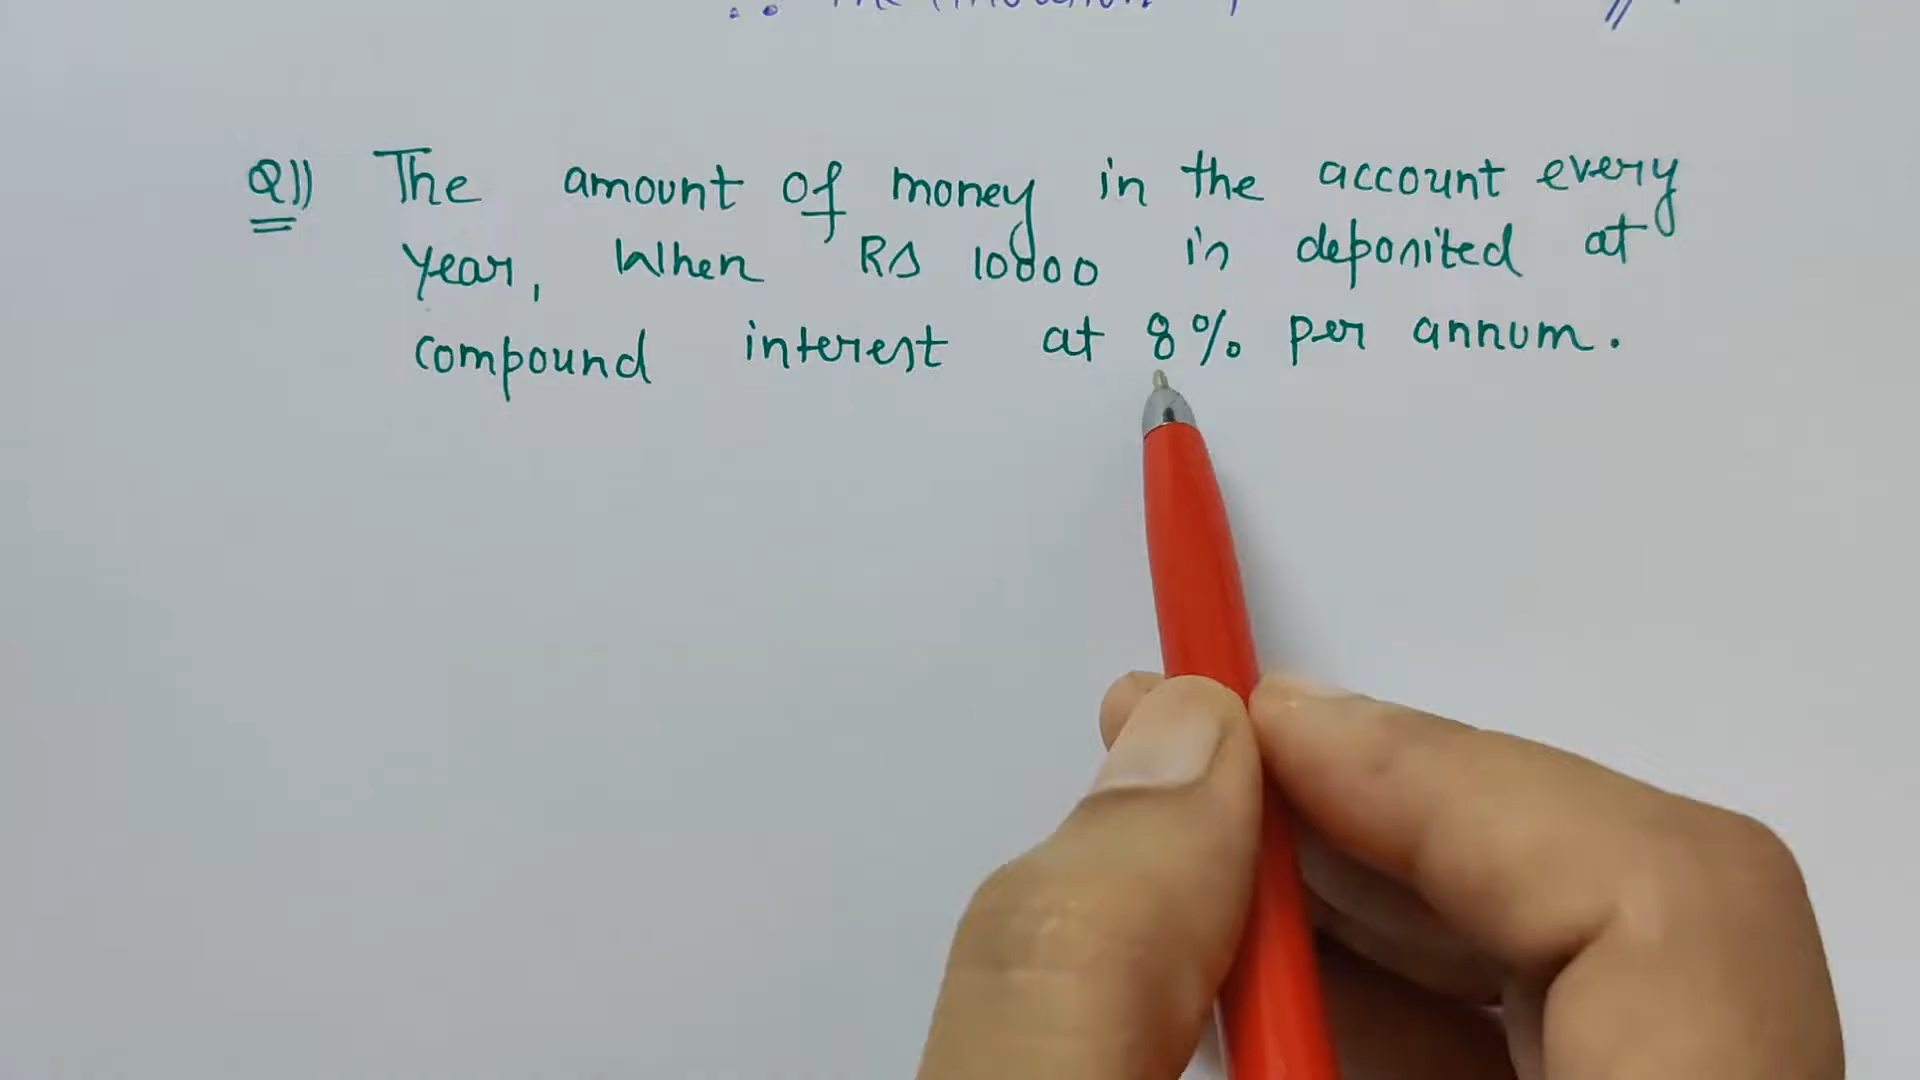 Q)) The amount of money in the account every
year, When Rs 10000 is deposited at
compound interest at 8% per annum.